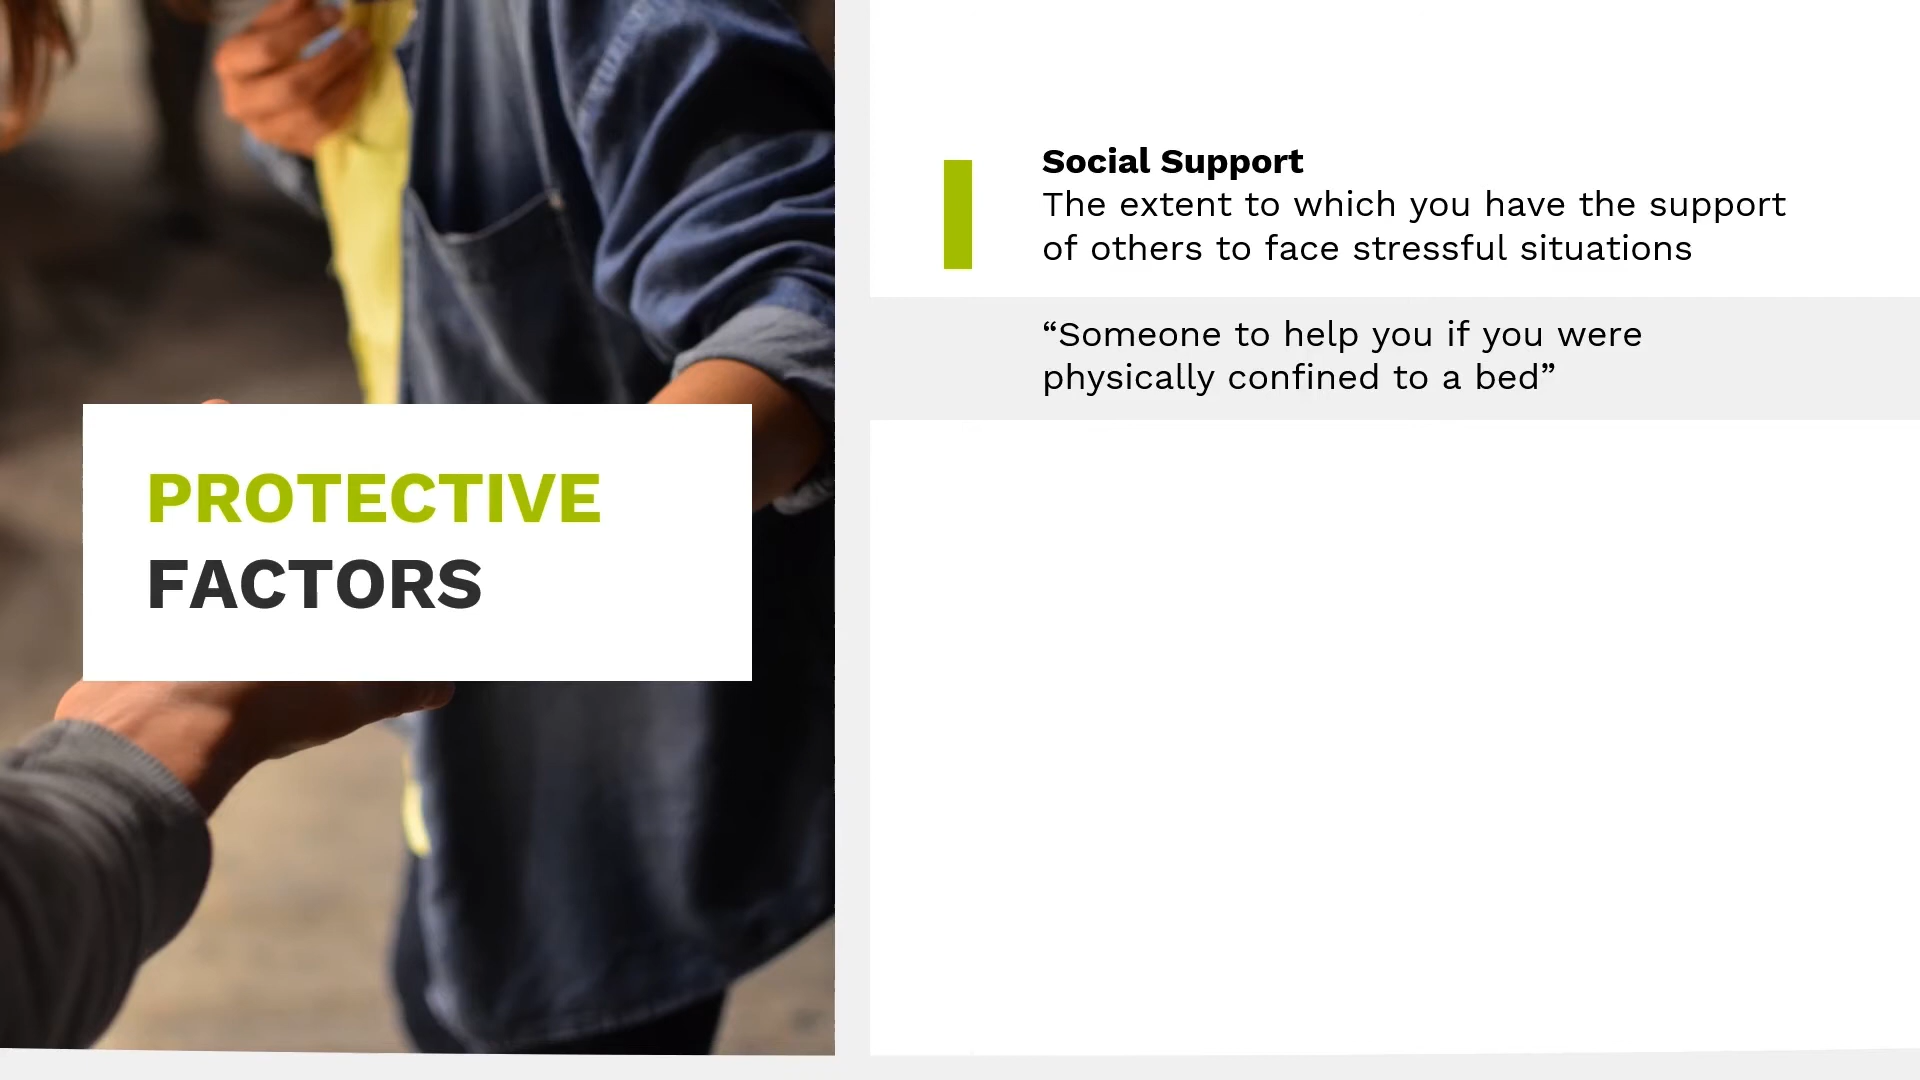 PROTECTIVE
FACTORS
Social Support
The extent to which you have the support
of others to face stressful situations
“Someone to help you if you were
physically confined to a bed”